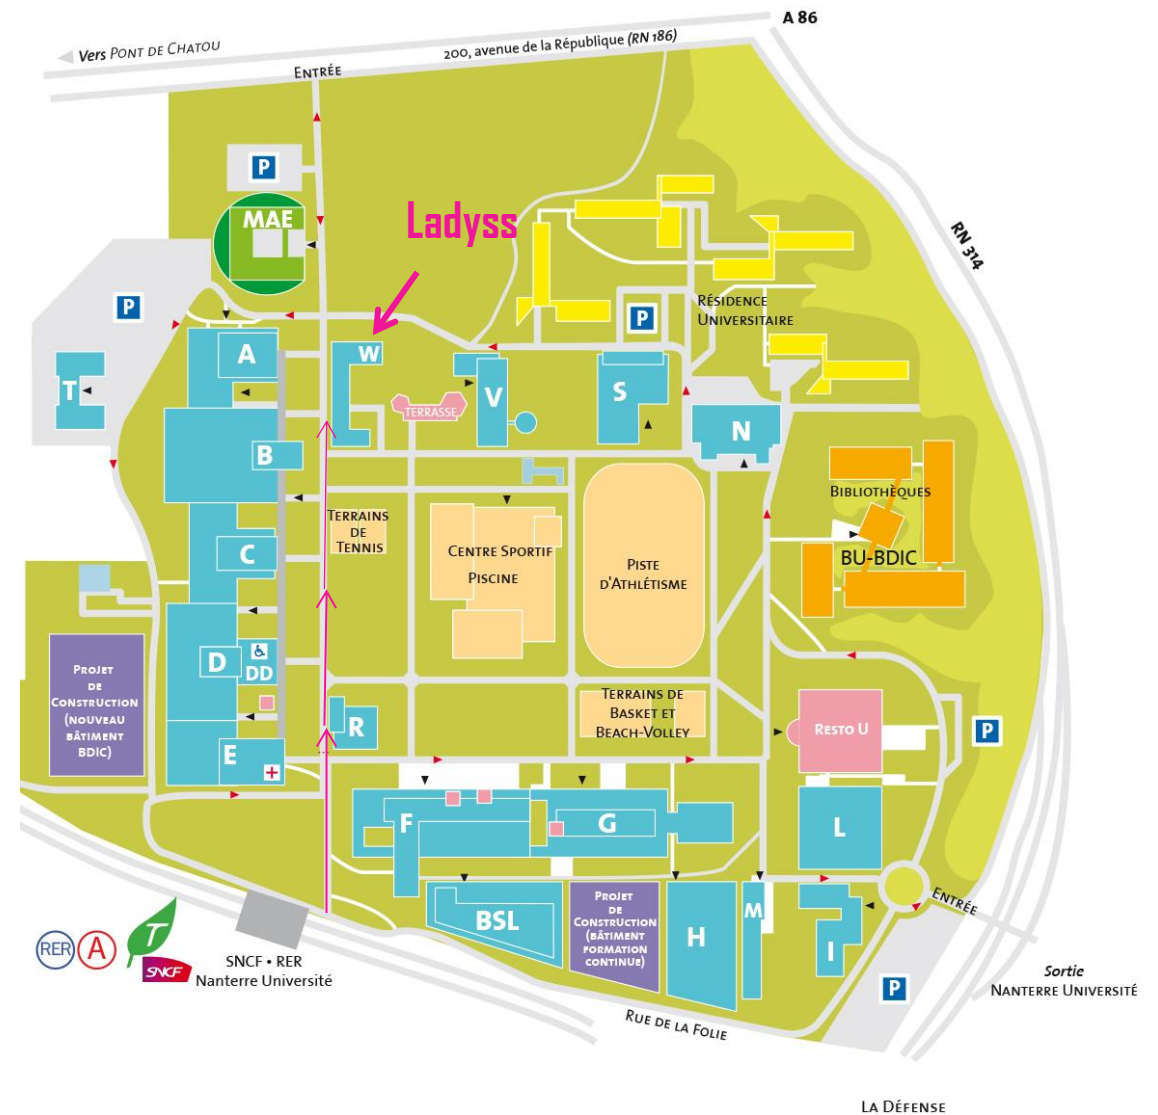 A 86
Vers PONT DE CHATOU
200, avenue de la République (RN 186)
ENTRÉE
P
MAE
Ladyss
RN 314
P
P
RÉSIDENCE
UNIVERSITAIRE
A
W
T
V
S
TERRASSE
N
B
BIBLIOTHÈQUES
TERRAINS
DE
TENNIS
C
CENTRE SPORTIF
PISCINE
PISTE
D'ATHLÉTISME
BU-BDIC
D
DD
PROJET
DE
CONSTRUCTION
(NOUVEAU
BÂTIMENT
BDIC)
TERRAINS DE
BASKET ET
BEACH-VOLLEY
R
RESTO U
P
E
F
G
L
ENTRÉE
BSL
PROJET
DE
CONSTRUCTION
(BÂTIMENT
FORMATION
CONTINUE)
H
M
I
RER
A
T
SNCF
SNCF • RER
Nanterre Université
P
Sortie
NANTERRE UNIVERSITÉ
RUE DE LA FOLIE
LA DÉFENSE